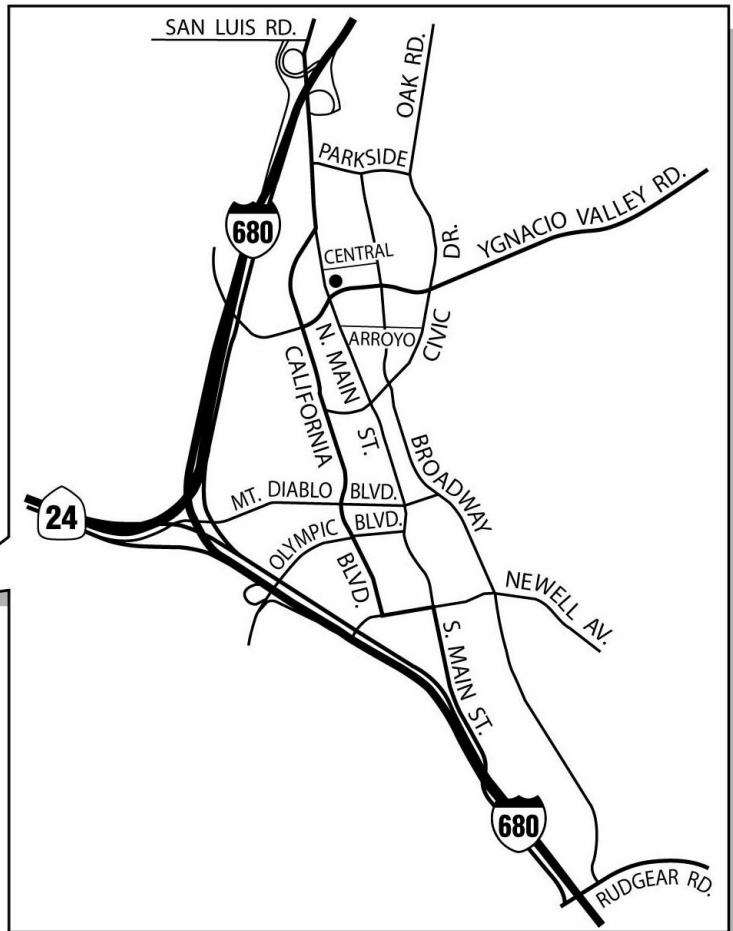 SAN LUIS RD.
OAK RD.
PARKSIDE
680
CENTRAL
DR.
YGNACIO VALLEY RD.
N. MAIN
ST.
ARROYO
CIVIC
CALIFORNIA
BLVD.
BROADWAY
MT. DIABLO BLVD.
24
OLYMPIC BLVD.
NEWELL AV.
S. MAIN ST.
680
RUDGEAR RD.